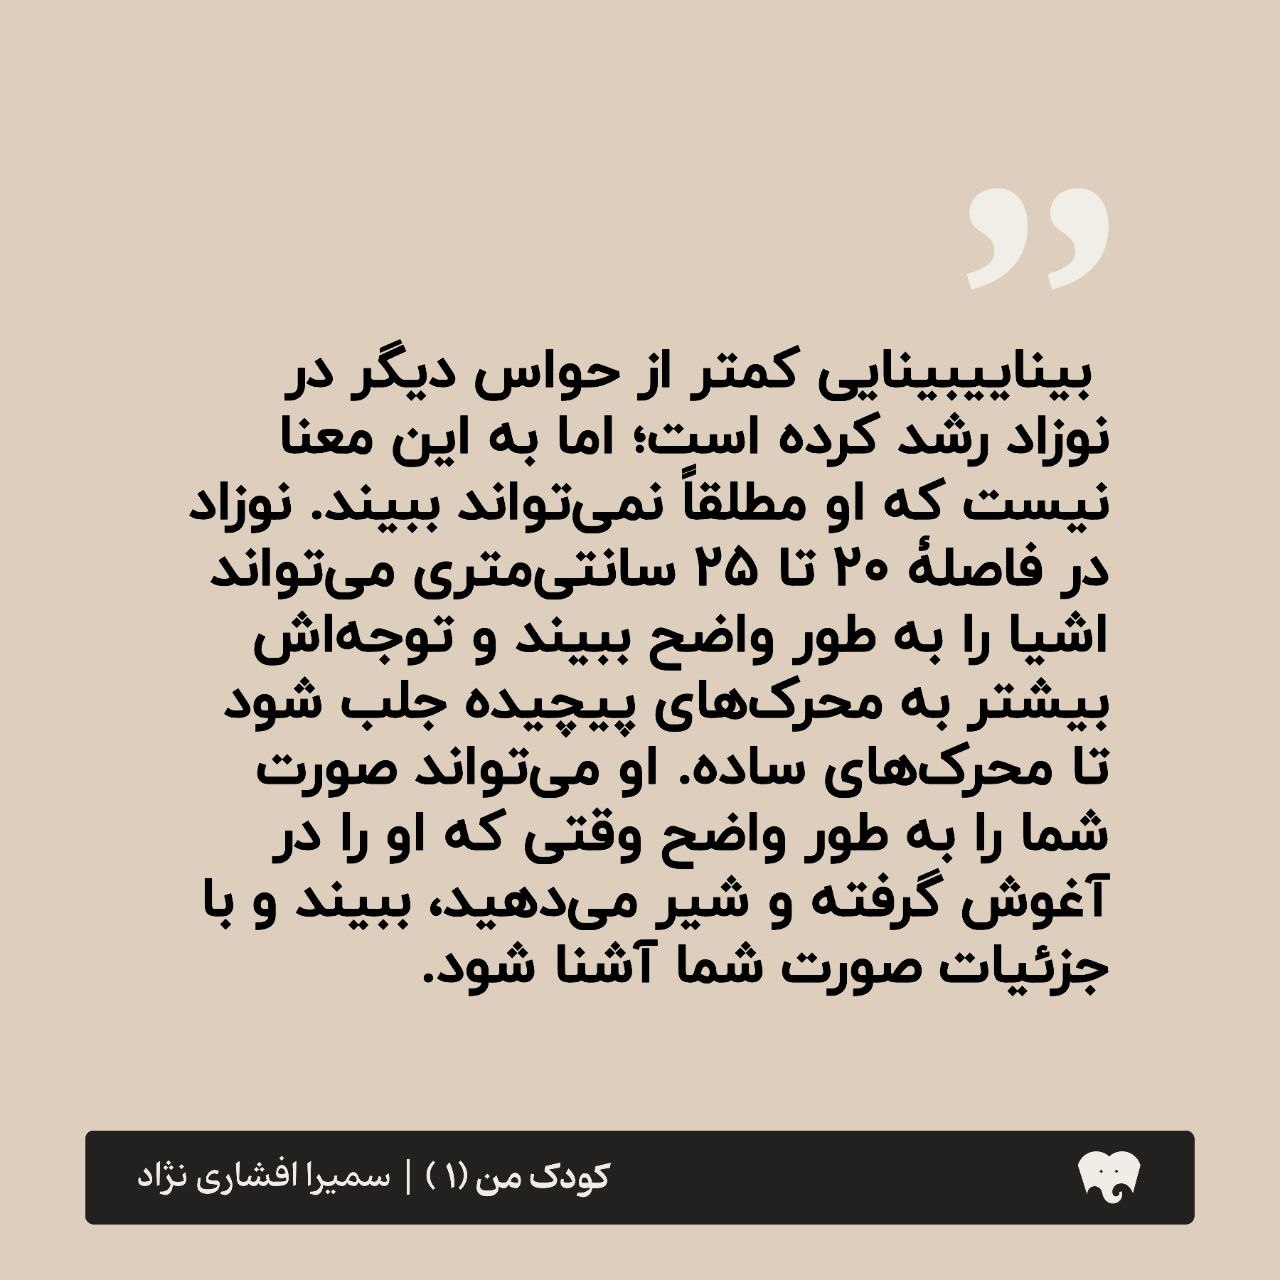 ”
بیناییبینایی کمتر از حواس دیگر در
نوزاد رشد کرده است؛ اما به این معنا
نیست که او مطلقاً نمی‌تواند ببیند. نوزاد
در فاصلهٔ ۲۰ تا ۲۵ سانتی‌متری می‌تواند
اشیا را به طور واضح ببیند و توجه‌اش
بیشتر به محرک‌های پیچیده جلب شود
تا محرک‌های ساده. او می‌تواند صورت
شما را به طور واضح وقتی که او را در
آغوش گرفته و شیر می‌دهید، ببیند و با
جزئیات صورت شما آشنا شود.
کودک من (۱ ) | سمیرا افشاری نژاد